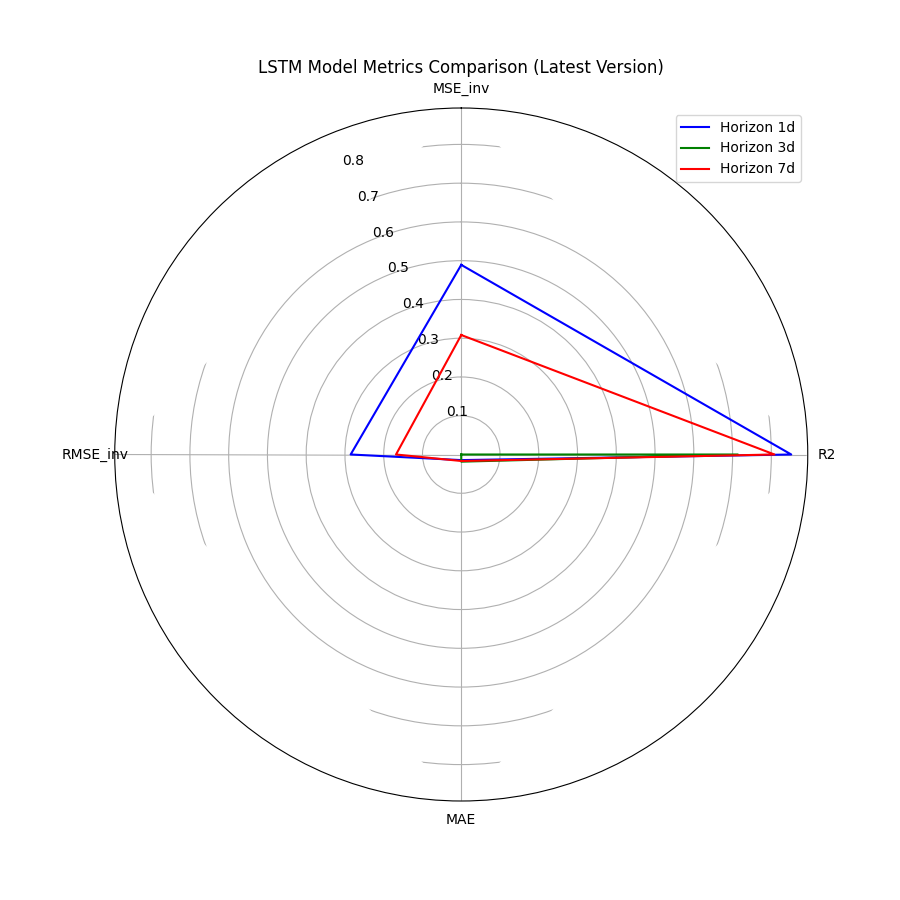 LSTM Model Metrics Comparison (Latest Version)
MSE_inv
Horizon 1d
Horizon 3d
Horizon 7d
0.8
0.7
0.6
0.5
0.4
0.3
0.2
0.1
RMSE_inv
R2
MAE